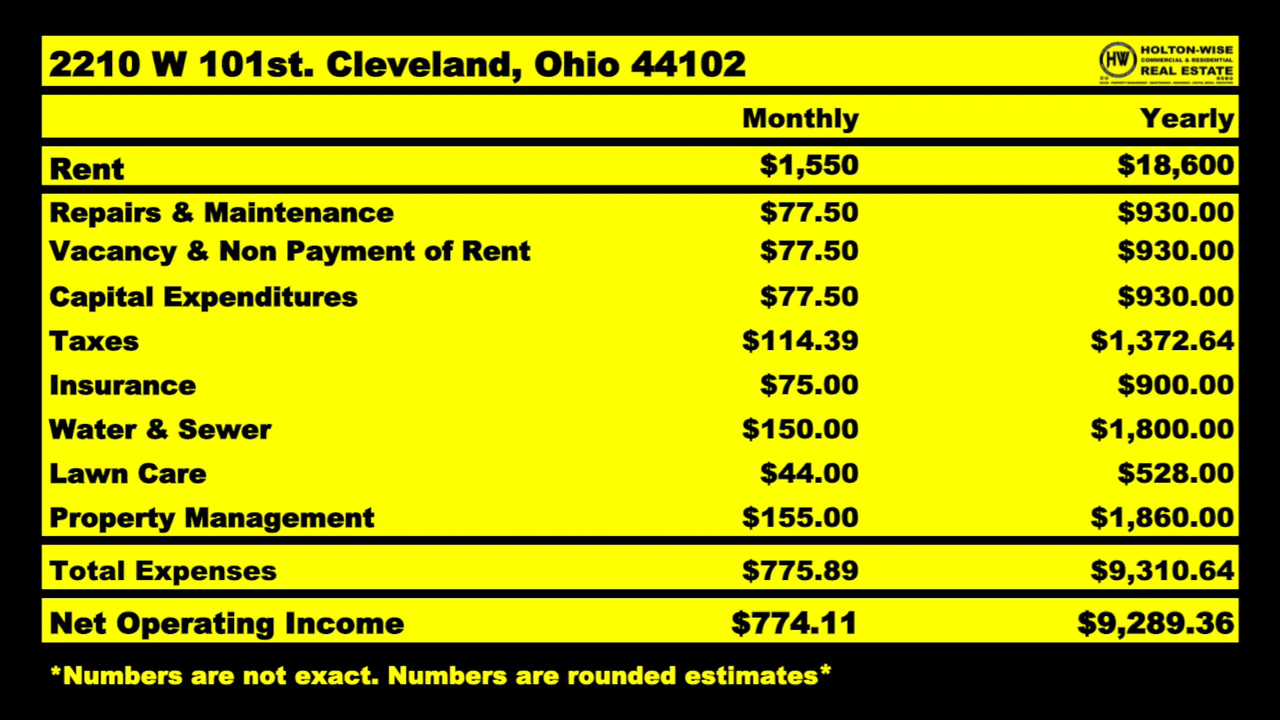 2210 W 101st. Cleveland, Ohio 44102
HW
HOLTON-WISE
COMMERCIAL & RESIDENTIAL
REAL ESTATE
Monthly Yearly
Rent $1,550 $18,600
Repairs & Maintenance $77.50 $930.00
Vacancy & Non Payment of Rent $77.50 $930.00
Capital Expenditures $77.50 $930.00
Taxes $114.39 $1,372.64
Insurance $75.00 $900.00
Water & Sewer $150.00 $1,800.00
Lawn Care $44.00 $528.00
Property Management $155.00 $1,860.00
Total Expenses $775.89 $9,310.64
Net Operating Income $774.11 $9,289.36
*Numbers are not exact. Numbers are rounded estimates*